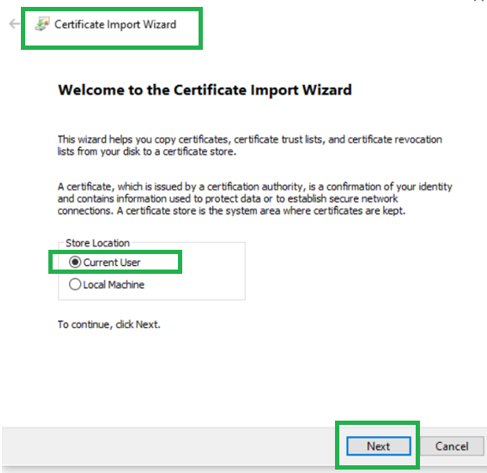 Certificate Import Wizard
Welcome to the Certificate Import Wizard
This wizard helps you copy certificates, certificate trust lists, and certificate revocation
lists from your disk to a certificate store.
A certificate, which is issued by a certification authority, is a confirmation of your identity
and contains information used to protect data or to establish secure network
connections. A certificate store is the system area where certificates are kept.
Store Location
Current User
Local Machine
To continue, click Next.
Next Cancel